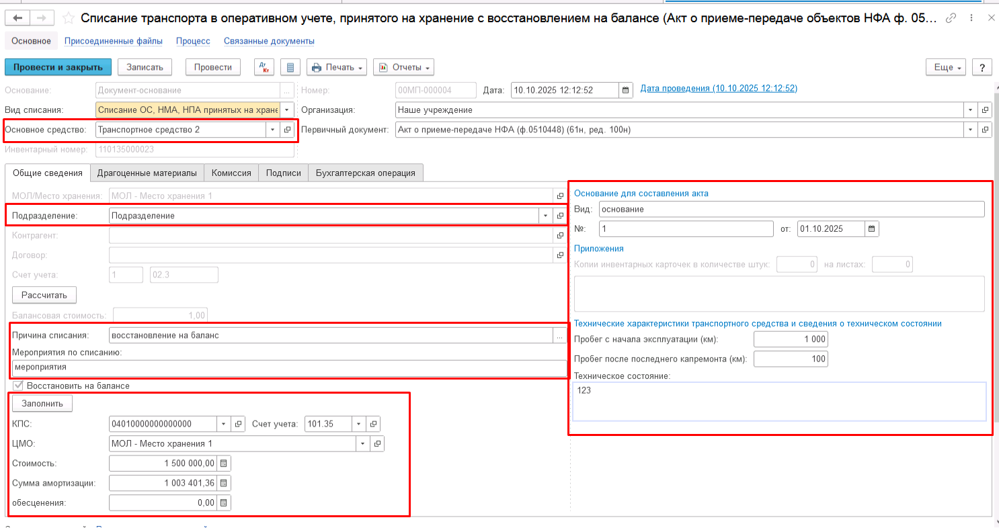 Списание транспорта в оперативном учете, принятого на хранение с восстановлением на балансе (Акт о приеме-передаче объектов НФА ф. 05...
Основное Присоединенные файлы Процесс Связанные документы
Провести и закрыть Записать Провести Дт Кт Печать Отчеты Еще ?
Основание: Документ-основание ... Номер: 00МП-000004 Дата: 10.10.2025 12:12:52 Дата проведения (10.10.2025 12:12:52)
Вид списания: Списание ОС, НМА, НПА принятых на хране Организация: Наше учреждение
Основное средство: Транспортное средство 2 Первичный документ: Акт о приеме-передаче НФА (ф.0510448) (61н, ред. 100н)
Инвентарный номер: 110135000023
Общие сведения Драгоценные материалы Комиссия Подписи Бухгалтерская операция
МОЛ/Место хранения: МОЛ - Место хранения 1
Подразделение: Подразделение
Контрагент:
Договор:
Счет учета: 1 02.3
Рассчитать
Балансовая стоимость: 1,00
Причина списания: восстановление на баланс ...
Мероприятия по списанию:
мероприятия
Восстановить на балансе
Заполнить
КПС: 04010000000000000 Счет учета: 101.35
ЦМО: МОЛ - Место хранения 1
Стоимость: 1 500 000,00
Сумма амортизации: 1 003 401,36
обесценения: 0,00
Основание для составления акта
Вид: основание
№: 1 от: 01.10.2025
Приложения
Копии инвентарных карточек в количестве штук: 0 на листах: 0
Технические характеристики транспортного средства и сведения о техническом состоянии
Пробег с начала эксплуатации (км): 1 000
Пробег после последнего капремонта (км): 100
Техническое состояние:
123